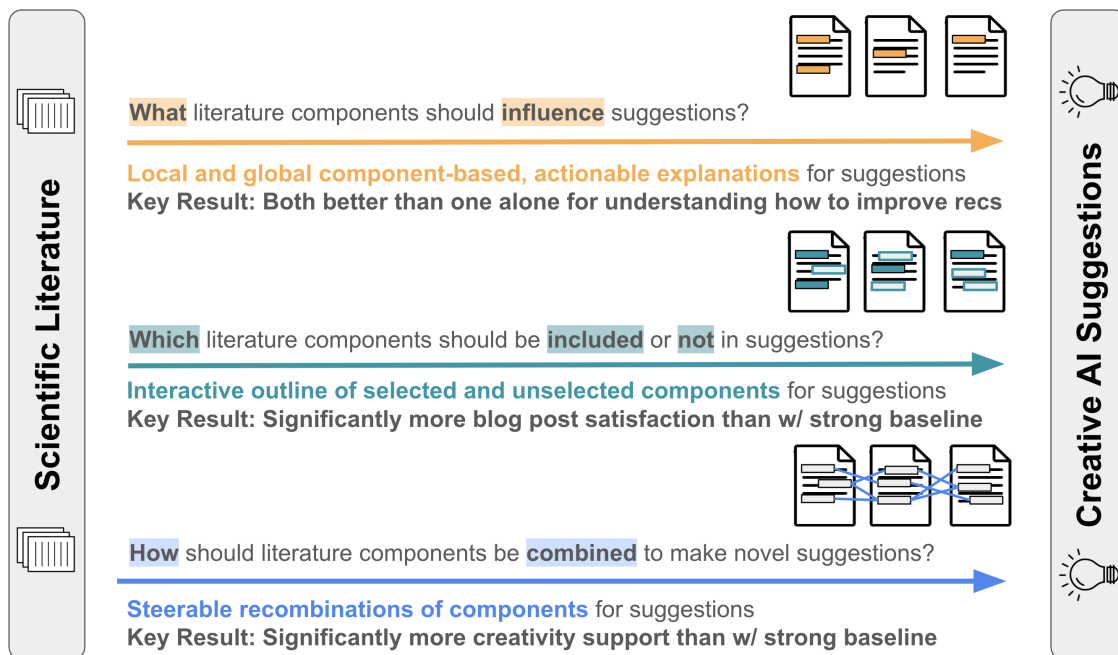 Scientific Literature
What literature components should influence suggestions?
Local and global component-based, actionable explanations for suggestions
Key Result: Both better than one alone for understanding how to improve recs
Which literature components should be included or not in suggestions?
Interactive outline of selected and unselected components for suggestions
Key Result: Significantly more blog post satisfaction than w/ strong baseline
How should literature components be combined to make novel suggestions?
Steerable recombinations of components for suggestions
Key Result: Significantly more creativity support than w/ strong baseline
Creative AI Suggestions